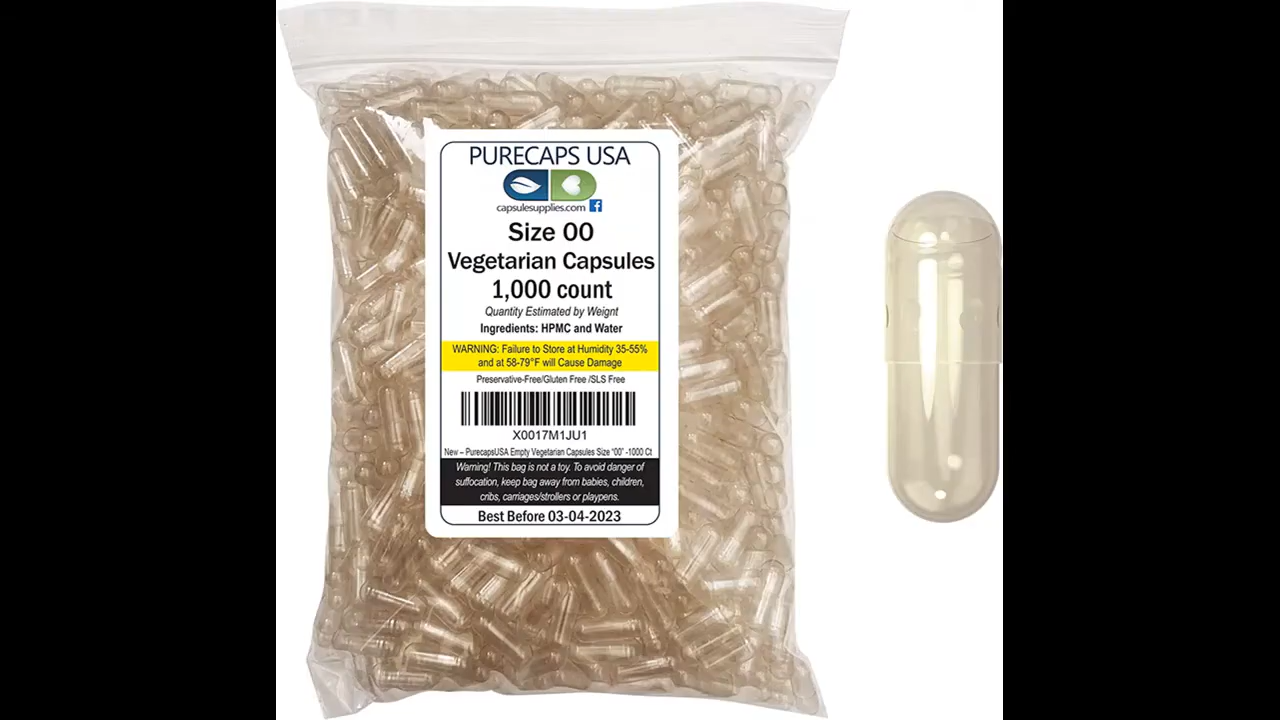 PURECAPS USA
capsulesupplies.com f
Size 00
Vegetarian Capsules
1,000 count
Quantity Estimated by Weignt
Ingredients: HPMC and Water
WARNING: Failure to Store at Humidity 35-55%
and at 58-79°F will Cause Damage
Preservative-Free/Gluten Free /SLS Free
X0017M1JU1
New – PurecapsUSA Empty Vegetarian Capsules Size "00" -1000 Ct
Warning! This bag is not a toy. To avoid danger of
suffocation, keep bag away from babies, children,
cribs, carriages/strollers or playpens.
Best Before 03-04-2023